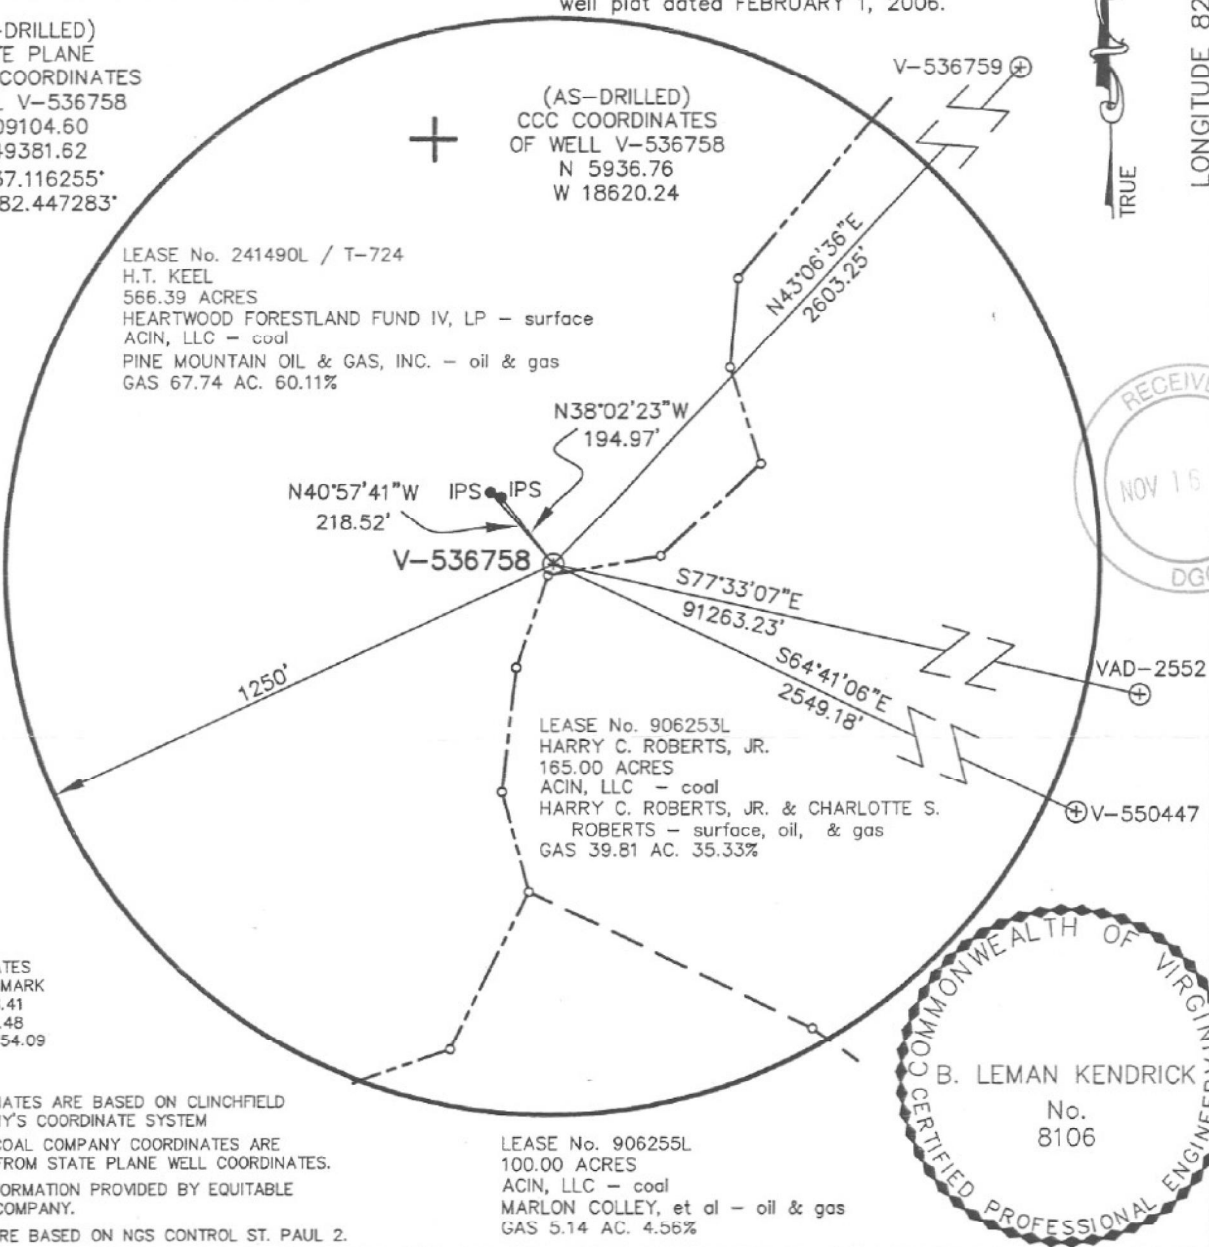 well plat dated FEBRUARY 1, 2006.
-DRILLED)
TE PLANE
COORDINATES
V-536758
09104.60
49381.62
37.116255°
82.447283°
(AS-DRILLED)
CCC COORDINATES
OF WELL V-536758
N 5936.76
W 18620.24
V-536759
TRUE
LONGITUDE 82
LEASE No. 241490L / T-724
H.T. KEEL
566.39 ACRES
HEARTWOOD FORESTLAND FUND IV, LP - surface
ACIN, LLC - coal
PINE MOUNTAIN OIL & GAS, INC. - oil & gas
GAS 67.74 AC. 60.11%
N43°06'36"E
2603.25'
N38°02'23"W
194.97'
N40°57'41"W
218.52'
IPS
IPS
V-536758
RECEIVE
NOV 16
DG
S77°33'07"E
91263.23'
S64°41'06"E
2549.18'
VAD-2552
V-550447
1250'
LEASE No. 906253L
HARRY C. ROBERTS, JR.
165.00 ACRES
ACIN, LLC - coal
HARRY C. ROBERTS, JR. & CHARLOTTE S.
ROBERTS - surface, oil, & gas
GAS 39.81 AC. 35.33%
ATES
MARK
.41
.48
54.09
COMMONWEALTH OF VIRGIN
B. LEMAN KENDRICK
No.
8106
CERTIFIED PROFESSIONAL ENGINEER
NATES ARE BASED ON CLINCHFIELD
NY'S COORDINATE SYSTEM
COAL COMPANY COORDINATES ARE
FROM STATE PLANE WELL COORDINATES.
ORMATION PROVIDED BY EQUITABLE
COMPANY.
RE BASED ON NGS CONTROL ST. PAUL 2.
LEASE No. 906255L
100.00 ACRES
ACIN, LLC - coal
MARLON COLLEY, et al - oil & gas
GAS 5.14 AC. 4.56%